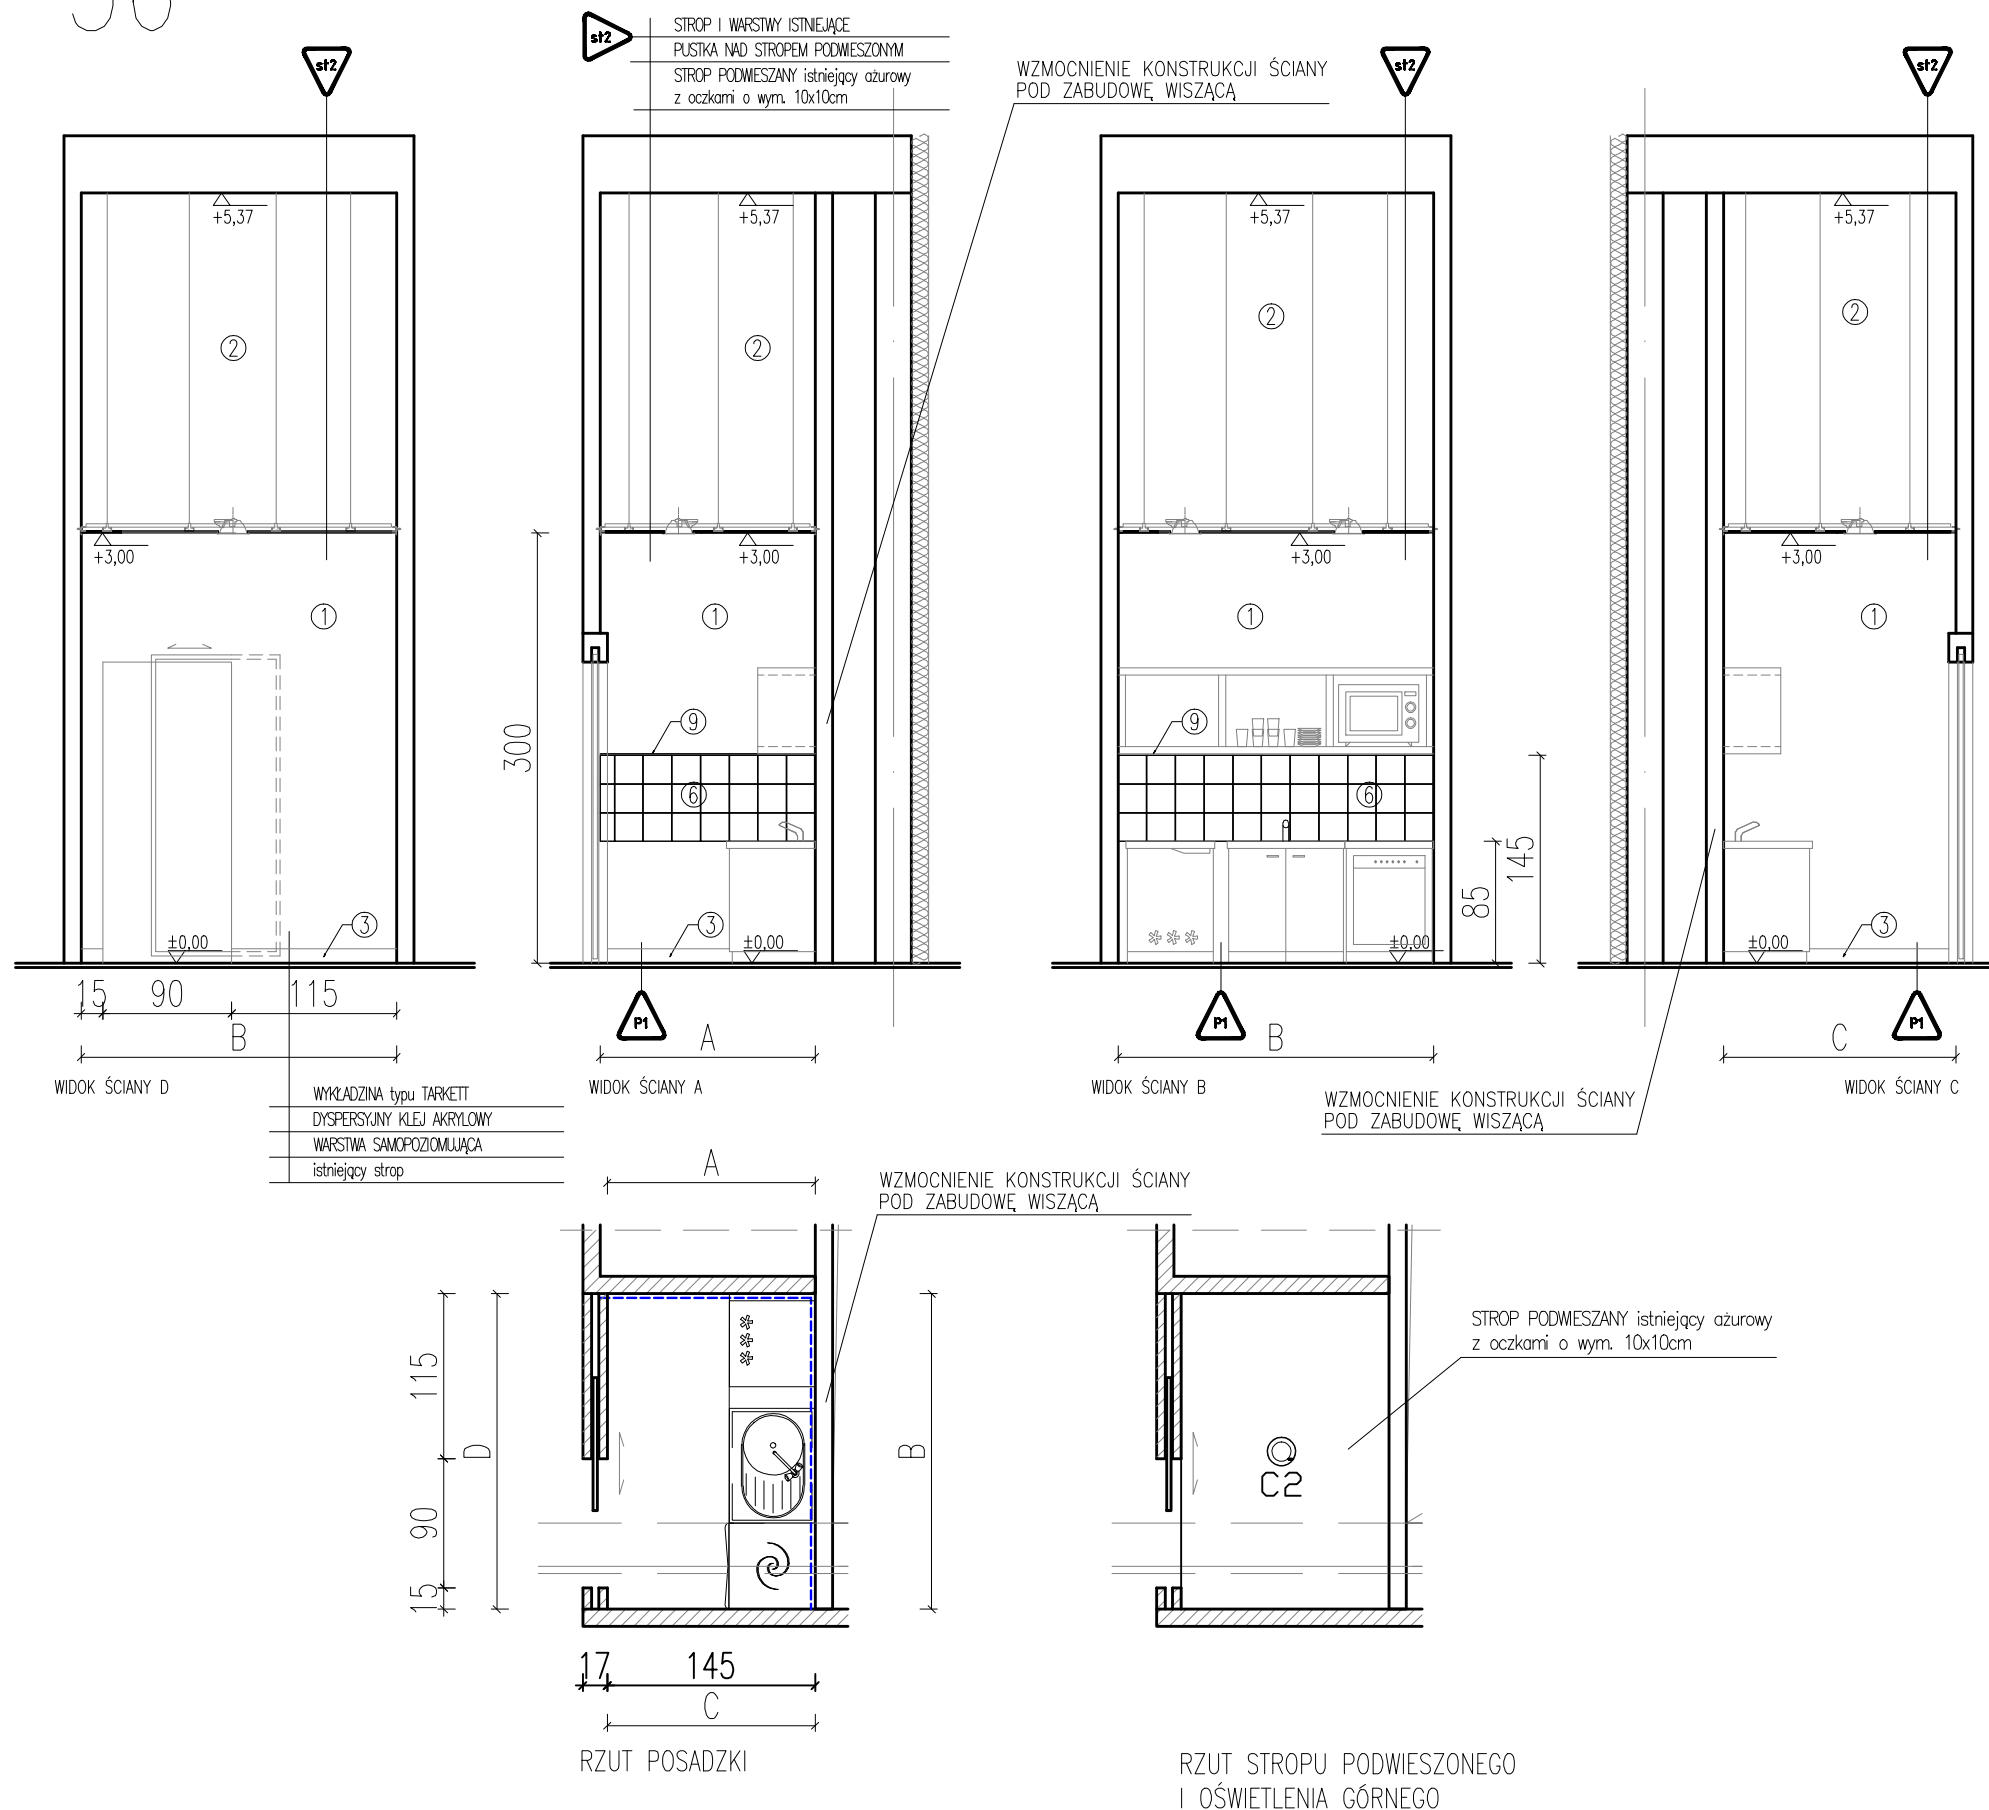 st2
st2
STROP I WARSTWY ISTNIEJĄCE
PUSTKA NAD STROPEM PODWIESZONYM
STROP PODWIESZANY istniejący ażurowy
z oczkami o wym. 10x10cm
WZMOCNIENIE KONSTRUKCJI ŚCIANY
POD ZABUDOWĘ WISZĄCĄ
st2
st2
+5,37
+5,37
+5,37
+5,37
2
2
2
2
+3,00
+3,00
+3,00
+3,00
1
1
1
1
300
9
9
6
6
145
85
3
3
3
±0,00
±0,00
±0,00
±0,00
15 90 115
P1
P1
P1
B
A
B
C
WIDOK ŚCIANY D
WIDOK ŚCIANY A
WIDOK ŚCIANY B
WIDOK ŚCIANY C
WYKŁADZINA typu TARKETT
DYSPERSYJNY KLEJ AKRYLOWY
WARSTWA SAMOPOZIOMUJĄCA
istniejący strop
WZMOCNIENIE KONSTRUKCJI ŚCIANY
POD ZABUDOWĘ WISZĄCĄ
A
WZMOCNIENIE KONSTRUKCJI ŚCIANY
POD ZABUDOWĘ WISZĄCĄ
115
90
15
D
B
17 145
C
RZUT POSADZKI
STROP PODWIESZANY istniejący ażurowy
z oczkami o wym. 10x10cm
C2
RZUT STROPU PODWIESZONEGO
I OŚWIETLENIA GÓRNEGO